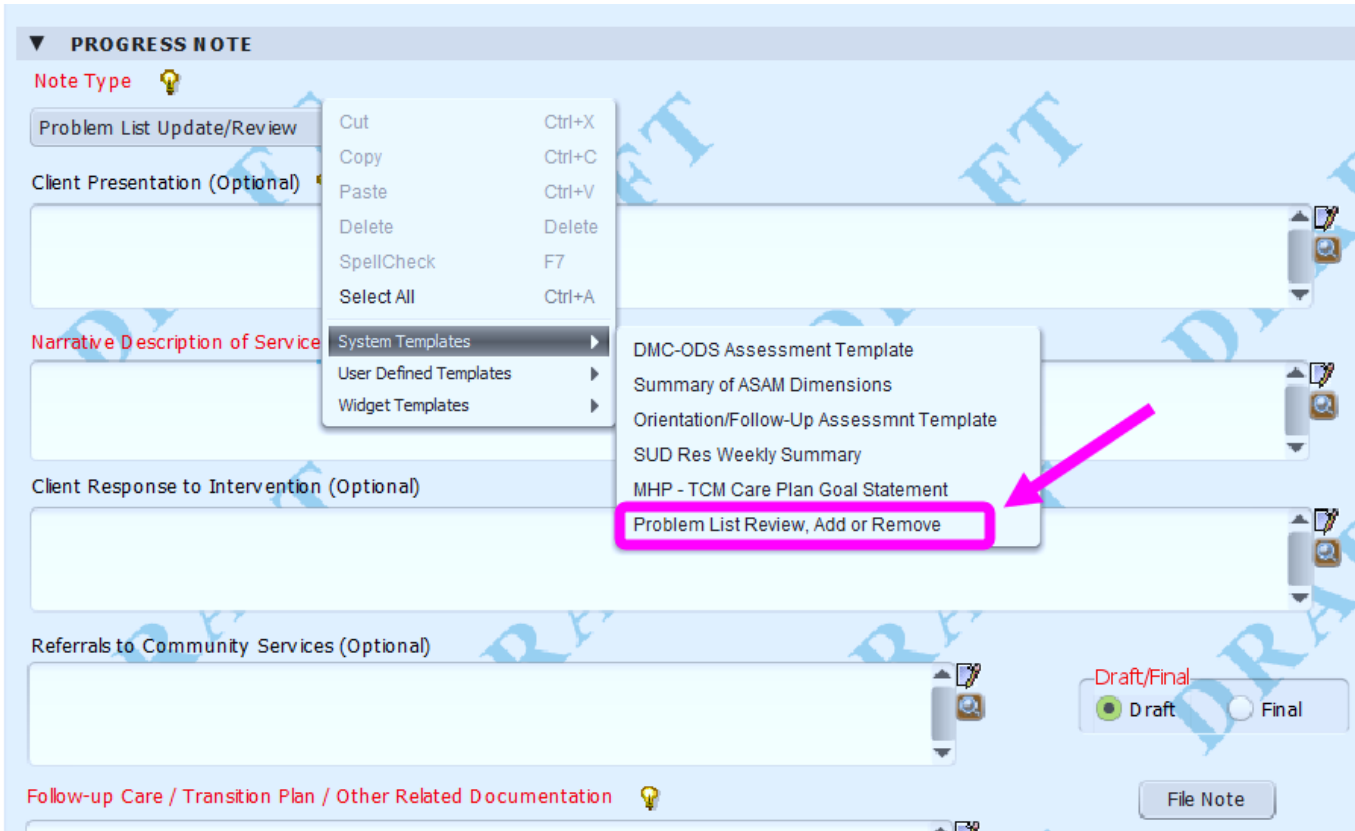 ▼ PROGRESS NOTE
Note Type
Problem List Update/Review
Cut Ctrl+X
Copy Ctrl+C
Paste Ctrl+V
Delete Delete
SpellCheck F7
Select All Ctrl+A
System Templates
User Defined Templates
Widget Templates
DMC-ODS Assessment Template
Summary of ASAM Dimensions
Orientation/Follow-Up Assessmnt Template
SUD Res Weekly Summary
MHP - TCM Care Plan Goal Statement
Problem List Review, Add or Remove
Client Presentation (Optional)
Narrative Description of Service
Client Response to Intervention (Optional)
Referrals to Community Services (Optional)
Draft/Final
Draft Final
Follow-up Care / Transition Plan / Other Related Documentation
File Note
DRAFT